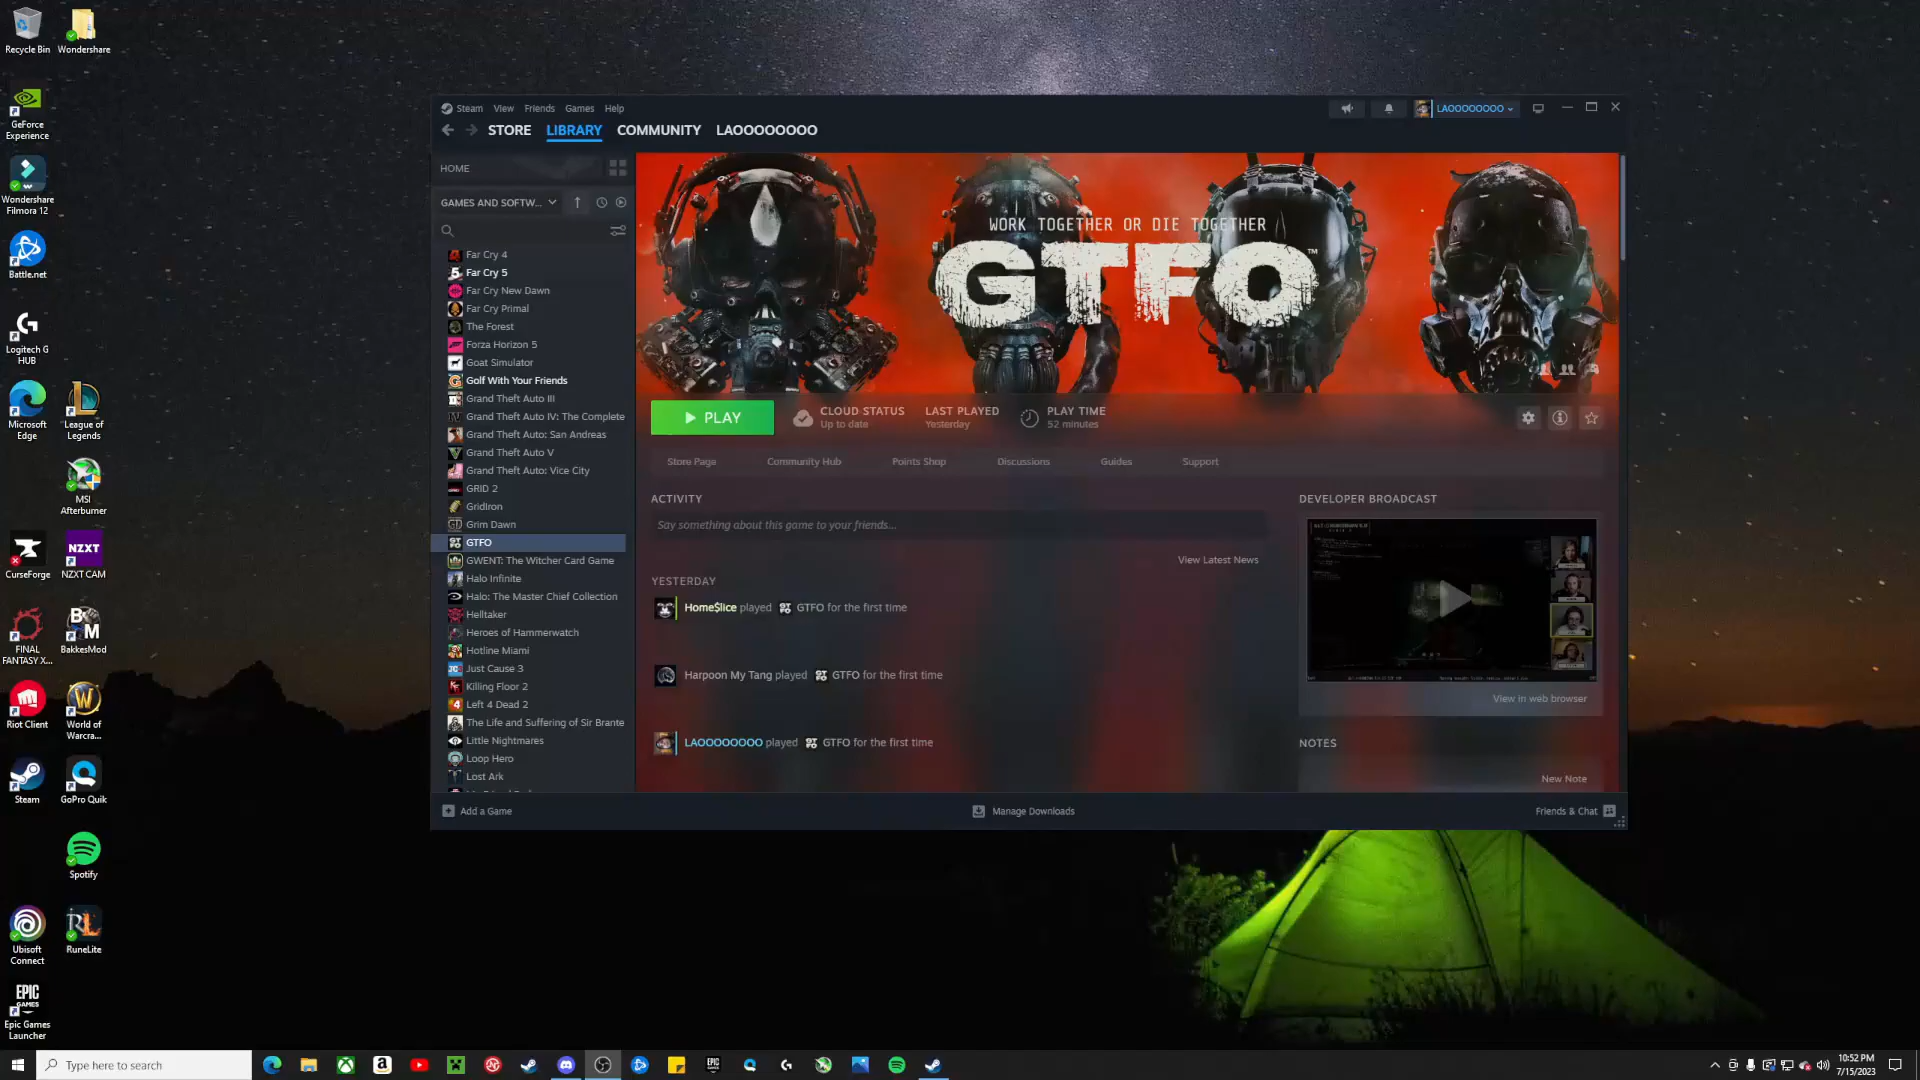 Recycle Bin
Wondershare
GeForce
Experience
Wondershare
Filmora 12
Battle.net
Logitech G
HUB
Microsoft
Edge
League of
Legends
MSI
Afterburner
CurseForge
NZXT
NZXT CAM
FINAL
FANTASY X...
BakkesMod
Riot Client
World of
Warcra...
Steam
GoPro Quik
Spotify
Ubisoft
Connect
RuneLite
EPIC
GAMES
Epic Games
Launcher
Steam View Friends Games Help
LAOOOOOOOO
STORE LIBRARY COMMUNITY LAOOOOOOOO
HOME
GAMES AND SOFTW...
Far Cry 4
Far Cry 5
Far Cry New Dawn
Far Cry Primal
The Forest
Forza Horizon 5
Goat Simulator
Golf With Your Friends
Grand Theft Auto III
Grand Theft Auto IV: The Complete
Grand Theft Auto: San Andreas
Grand Theft Auto V
Grand Theft Auto: Vice City
GRID 2
Gridiron
Grim Dawn
GTFO
GWENT: The Witcher Card Game
Halo Infinite
Halo: The Master Chief Collection
Helltaker
Heroes of Hammerwatch
Hotline Miami
Just Cause 3
Killing Floor 2
Left 4 Dead 2
The Life and Suffering of Sir Brante
Little Nightmares
Loop Hero
Lost Ark
WORK TOGETHER OR DIE TOGETHER
GTFO™
PLAY
CLOUD STATUS
Up to date
LAST PLAYED
Yesterday
PLAY TIME
52 minutes
Store Page Community Hub Points Shop Discussions Guides Support
ACTIVITY
Say something about this game to your friends...
View Latest News
YESTERDAY
Home$lice played GTFO for the first time
Harpoon My Tang played GTFO for the first time
LAOOOOOOOO played GTFO for the first time
DEVELOPER BROADCAST
View in web browser
NOTES
New Note
Add a Game
Manage Downloads
Friends & Chat
Type here to search
10:52 PM
7/15/2023